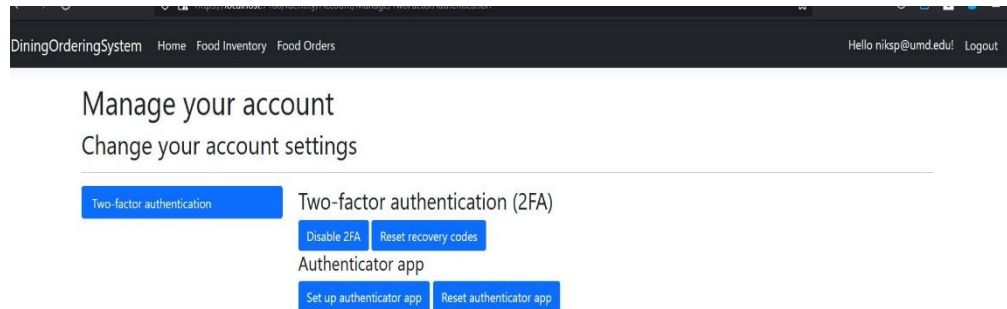 DiningOrderingSystem Home Food Inventory Food Orders Hello niksp@umd.edu! Logout
Manage your account
Change your account settings
Two-factor authentication
Two-factor authentication (2FA)
Disable 2FA Reset recovery codes
Authenticator app
Set up authenticator app Reset authenticator app